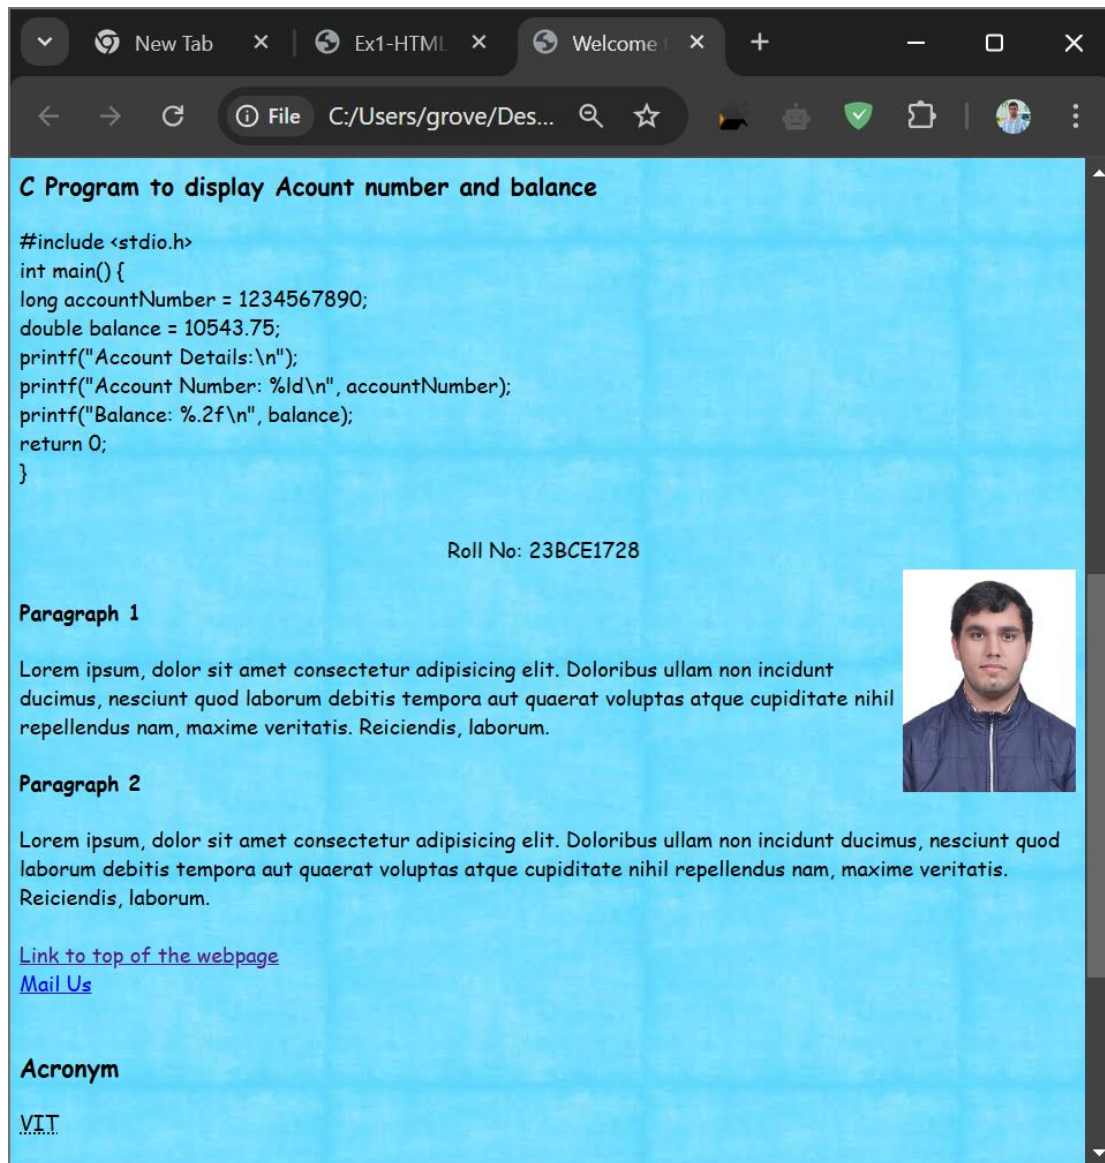 New Tab
Ex1-HTML
Welcome
File C:/Users/grove/Des...
C Program to display Acount number and balance
#include <stdio.h>
int main() {
long accountNumber = 1234567890;
double balance = 10543.75;
printf("Account Details:\n");
printf("Account Number: %ld\n", accountNumber);
printf("Balance: %.2f\n", balance);
return 0;
}
Roll No: 23BCE1728
Paragraph 1
Lorem ipsum, dolor sit amet consectetur adipisicing elit. Doloribus ullam non incidunt
ducimus, nesciunt quod laborum debitis tempora aut quaerat voluptas atque cupiditate nihil
repellendus nam, maxime veritatis. Reiciendis, laborum.
Paragraph 2
Lorem ipsum, dolor sit amet consectetur adipisicing elit. Doloribus ullam non incidunt ducimus, nesciunt quod
laborum debitis tempora aut quaerat voluptas atque cupiditate nihil repellendus nam, maxime veritatis.
Reiciendis, laborum.
Link to top of the webpage
Mail Us
Acronym
VIT